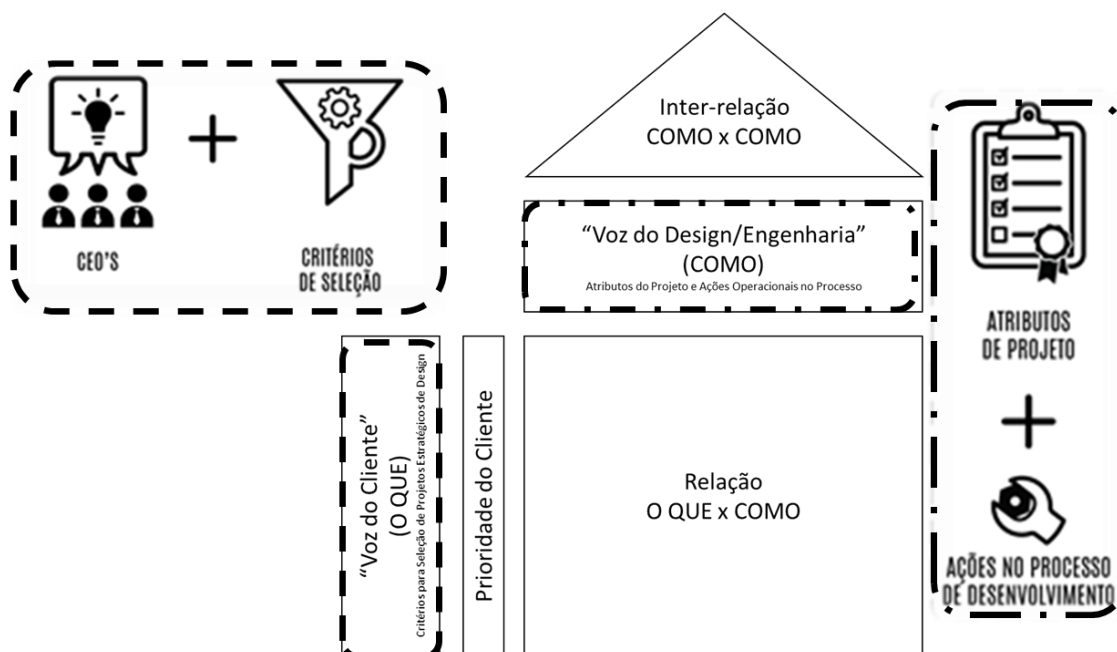 CEO'S
CRITÉRIOS
DE SELEÇÃO
Inter-relação
COMO x COMO
“Voz do Design/Engenharia”
(COMO)
Atributos do Projeto e Ações Operacionais no Processo
ATRIBUTOS
DE PROJETO
AÇÕES NO PROCESSO
DE DESENVOLVIMENTO
“Voz do Cliente”
(O QUE)
Critérios para Seleção de Projetos Estratégicos de Design
Prioridade do Cliente
Relação
O QUE x COMO